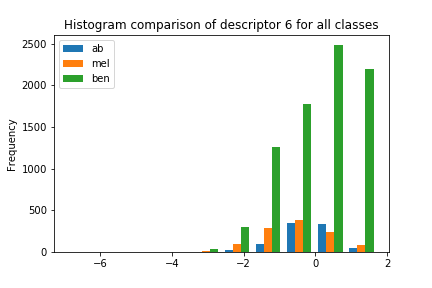 Histogram comparison of descriptor 6 for all classes
ab
mel
ben
Frequency
2500
2000
1500
1000
500
0
−6
−4
−2
0
2